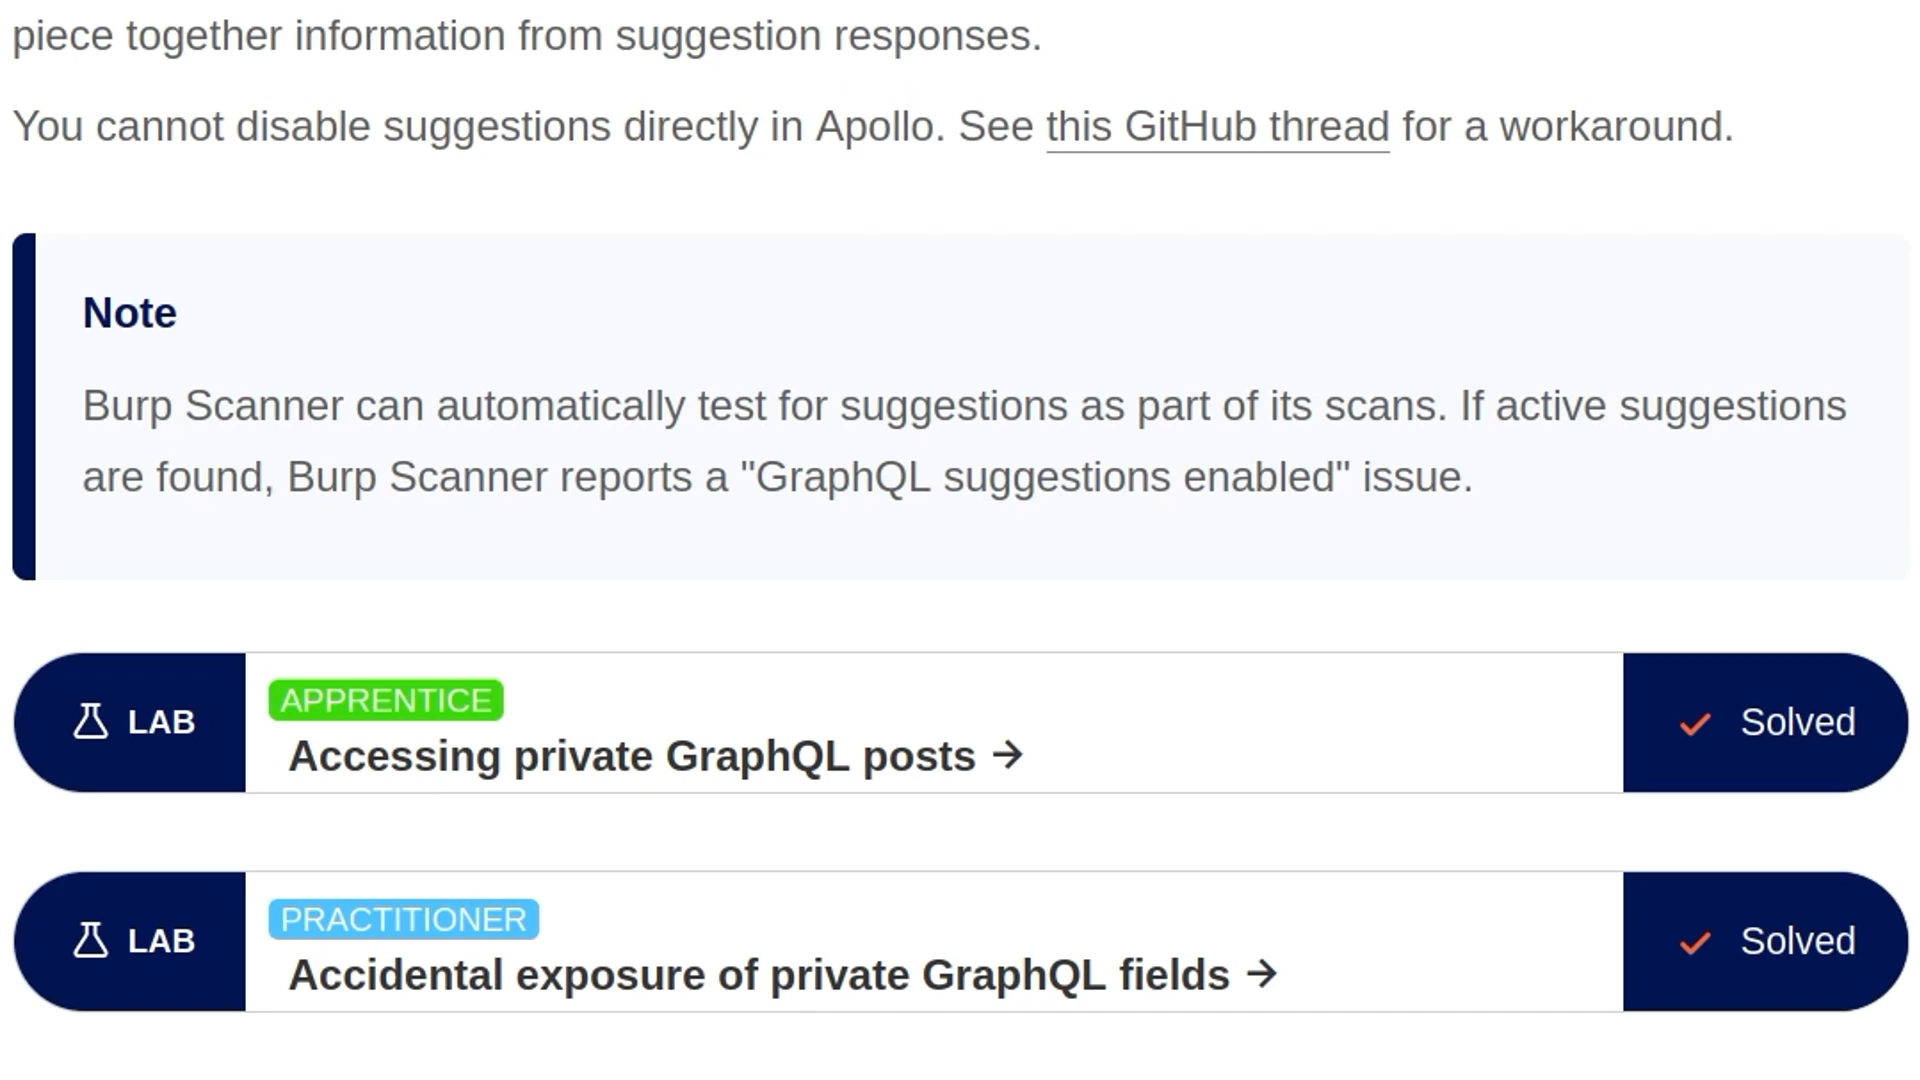 piece together information from suggestion responses.
You cannot disable suggestions directly in Apollo. See this GitHub thread for a workaround.
Note
Burp Scanner can automatically test for suggestions as part of its scans. If active suggestions
are found, Burp Scanner reports a "GraphQL suggestions enabled" issue.
LAB
APPRENTICE
Accessing private GraphQL posts →
Solved
LAB
PRACTITIONER
Accidental exposure of private GraphQL fields →
Solved